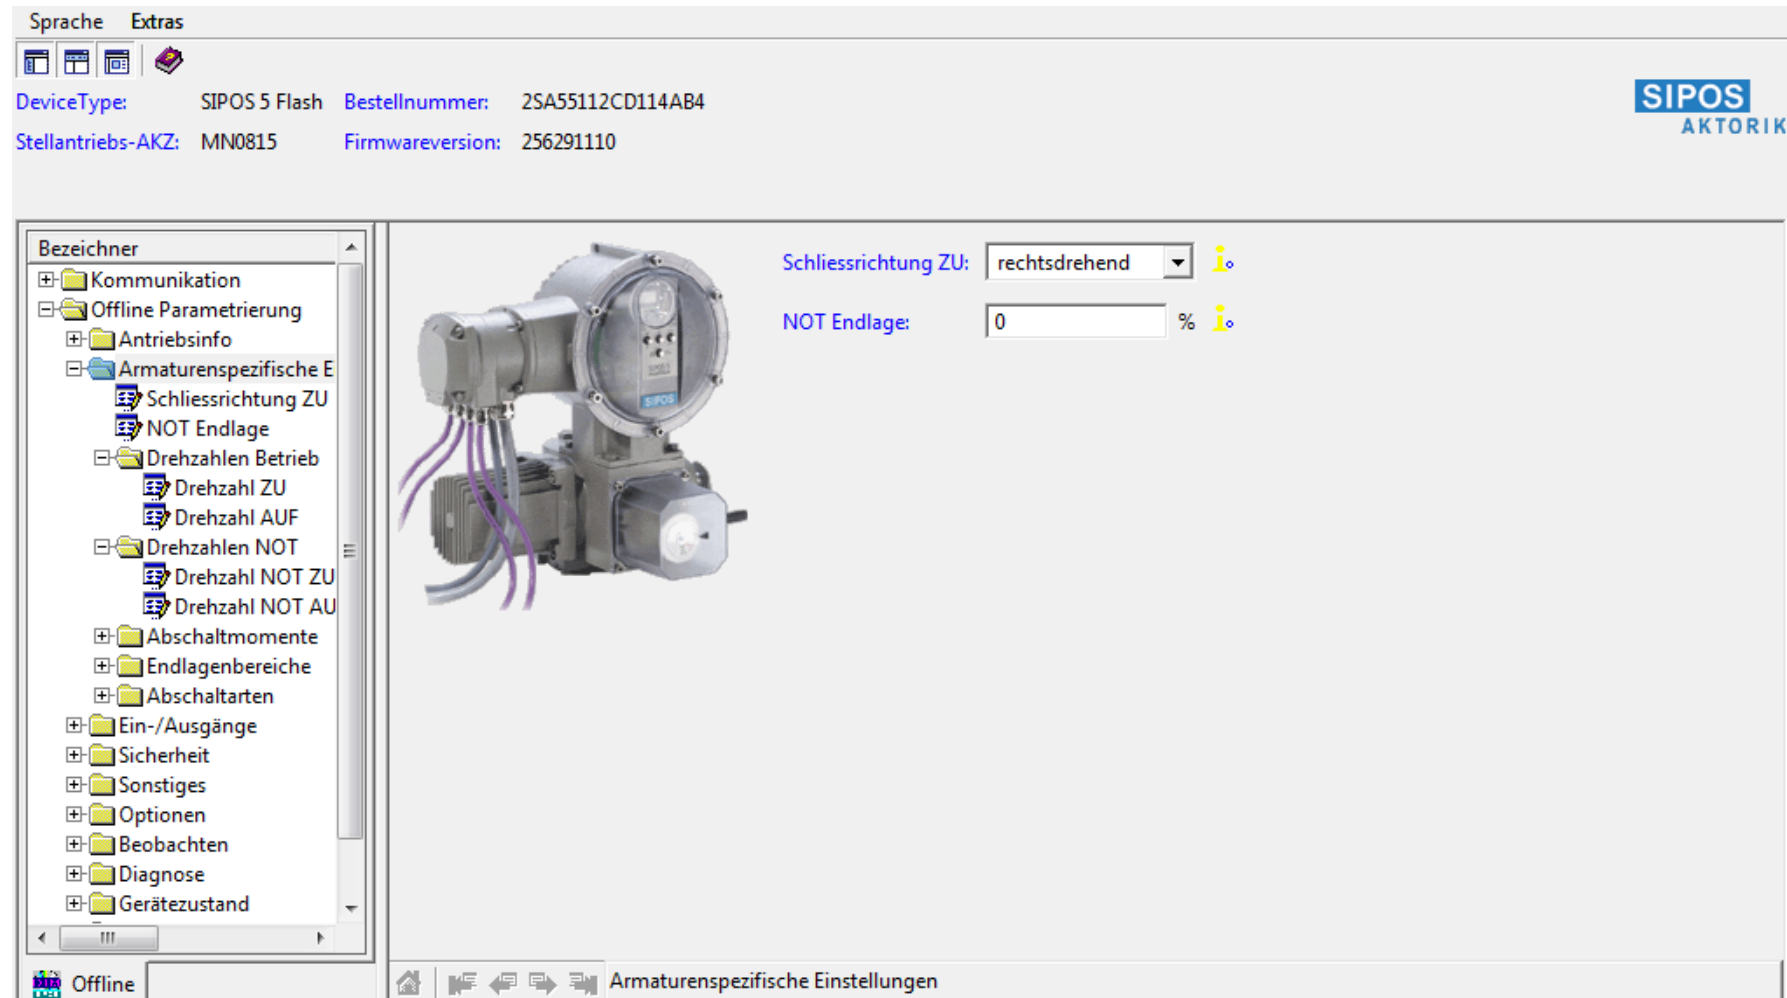 Sprache Extras
DeviceType: SIPOS 5 Flash Bestellnummer: 2SA55112CD114AB4
Stellantriebs-AKZ: MN0815 Firmwareversion: 256291110
SIPOS
AKTORIK
Bezeichner
Kommunikation
Offline Parametrierung
Antriebsinfo
Armaturenspezifische E
Schliessrichtung ZU
NOT Endlage
Drehzahlen Betrieb
Drehzahl ZU
Drehzahl AUF
Drehzahlen NOT
Drehzahl NOT ZU
Drehzahl NOT AU
Abschaltmomente
Endlagenbereiche
Abschaltarten
Ein-/Ausgänge
Sicherheit
Sonstiges
Optionen
Beobachten
Diagnose
Gerätezustand
Offline
Schliessrichtung ZU: rechtsdrehend
NOT Endlage: 0 %
SIPOS
Armaturenspezifische Einstellungen